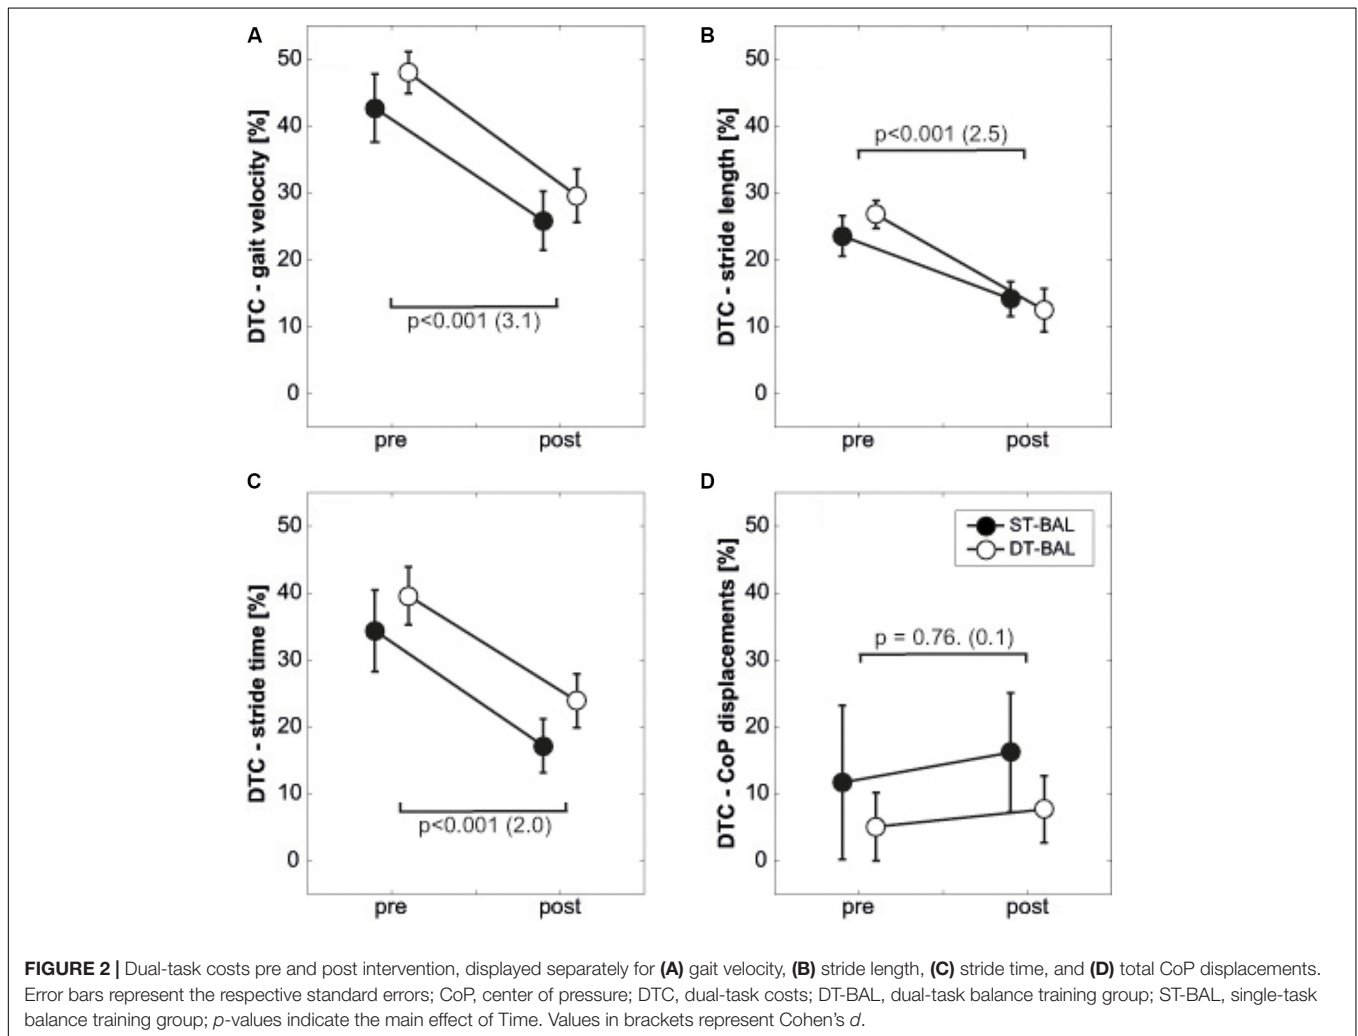 A
DTC - gait velocity [%]
50
40
30
20
10
0
p<0.001 (3.1)
pre
post
B
DTC - stride length [%]
50
40
30
20
10
0
p<0.001 (2.5)
pre
post
C
DTC - stride time [%]
50
40
30
20
10
0
p<0.001 (2.0)
pre
post
D
DTC - CoP displacements [%]
50
40
30
20
10
0
ST-BAL
DT-BAL
p = 0.76. (0.1)
pre
post
FIGURE 2 | Dual-task costs pre and post intervention, displayed separately for (A) gait velocity, (B) stride length, (C) stride time, and (D) total CoP displacements.
Error bars represent the respective standard errors; CoP, center of pressure; DTC, dual-task costs; DT-BAL, dual-task balance training group; ST-BAL, single-task
balance training group; p-values indicate the main effect of Time. Values in brackets represent Cohen's d.